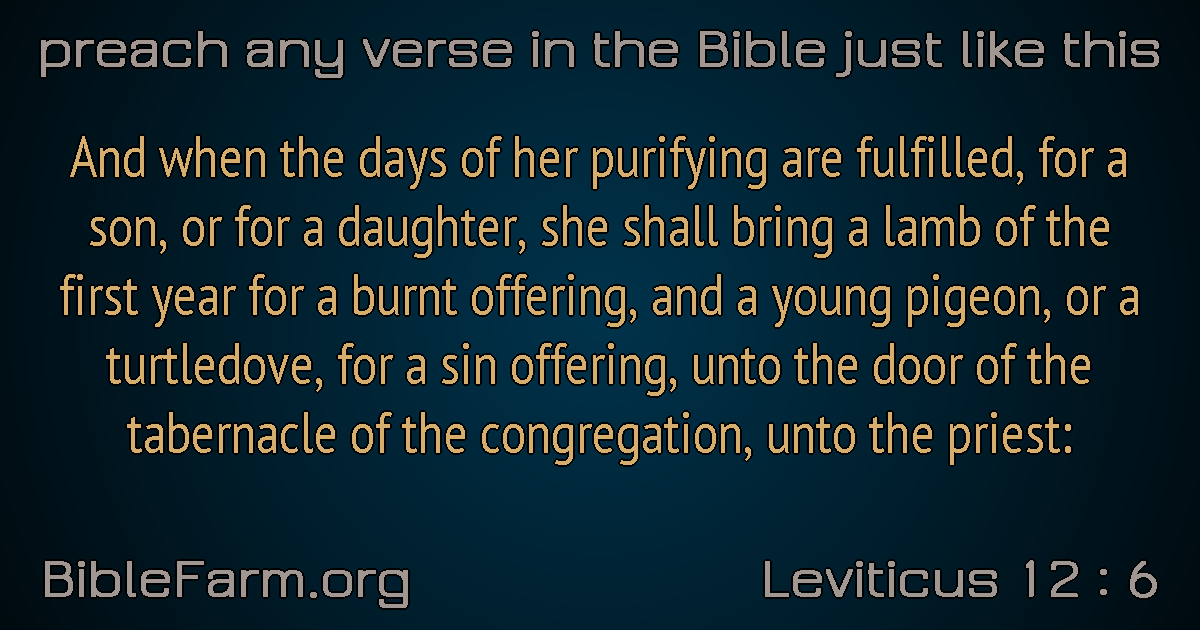 preach any verse in the Bible just like this
And when the days of her purifying are fulfilled, for a
son, or for a daughter, she shall bring a lamb of the
first year for a burnt offering, and a young pigeon, or a
turtledove, for a sin offering, unto the door of the
tabernacle of the congregation, unto the priest:
BibleFarm.org
Leviticus 12 : 6